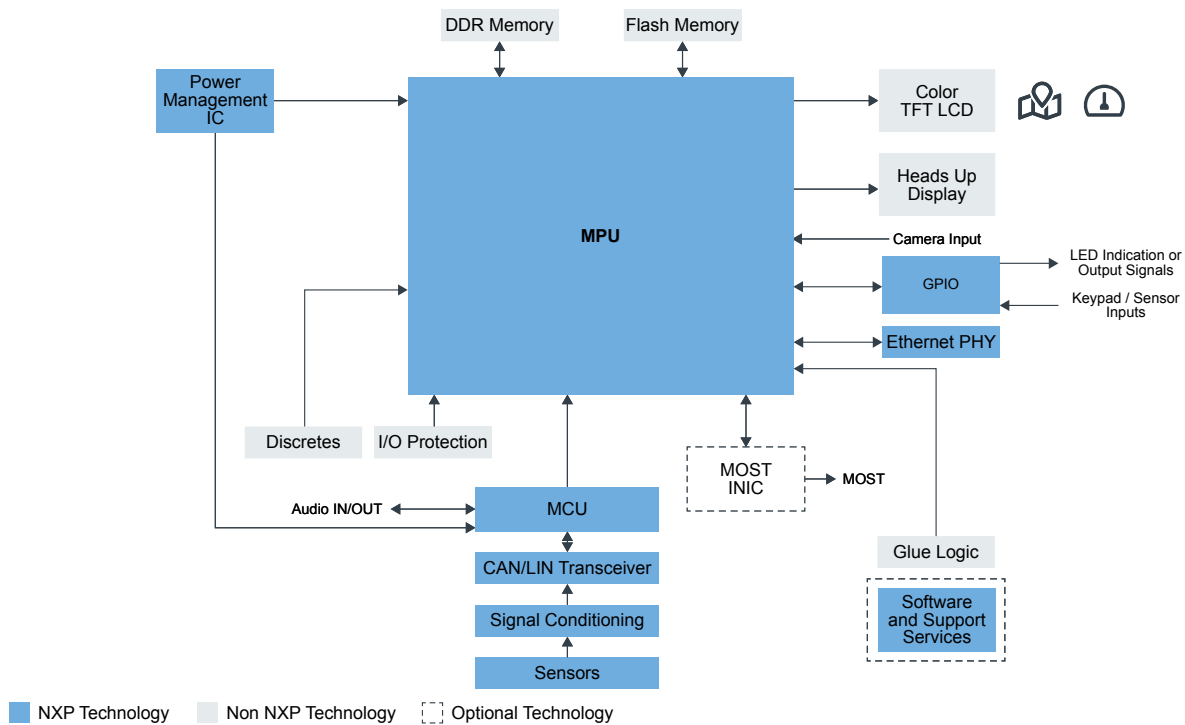 DDR Memory
Flash Memory
Power
Management
IC
Color
TFT LCD
Heads Up
Display
MPU
Camera Input
LED Indication or
Output Signals
GPIO
Keypad / Sensor
Inputs
Ethernet PHY
Discretes
I/O Protection
MOST
INIC
MOST
Audio IN/OUT
MCU
Glue Logic
CAN/LIN Transceiver
Software
and Support
Services
Signal Conditioning
Sensors
NXP Technology
Non NXP Technology
Optional Technology